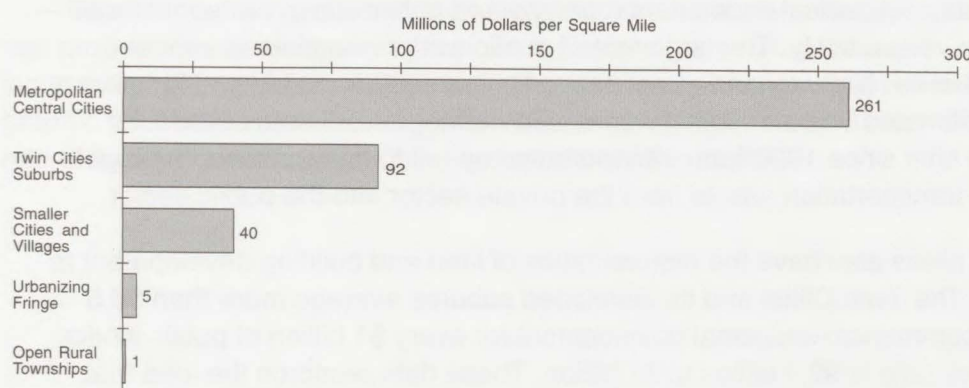 Millions of Dollars per Square Mile
0 50 100 150 200 250 300
Metropolitan
Central Cities
261
Twin Cities
Suburbs
92
Smaller
Cities and
Villages
40
Urbanizing
Fringe
5
Open Rural
Townships
1